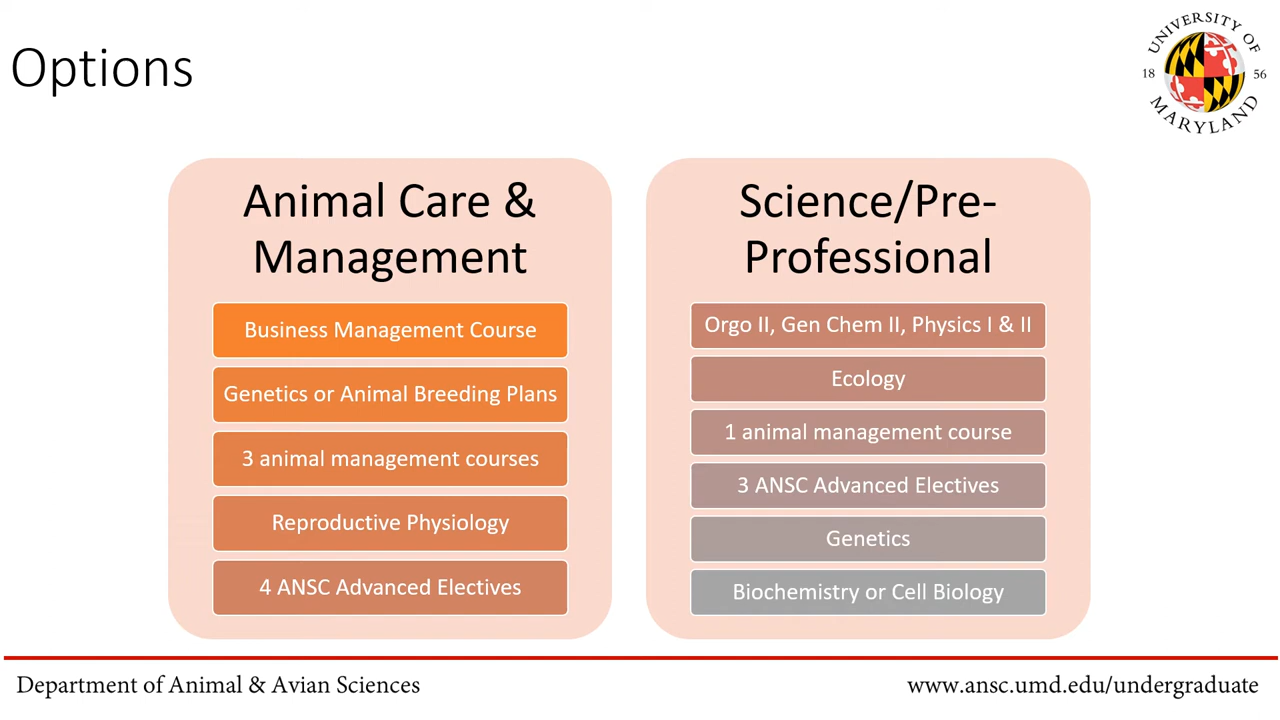 Options
UNIVERSITY OF
18 56
MARYLAND
Animal Care &
Management
Business Management Course
Genetics or Animal Breeding Plans
3 animal management courses
Reproductive Physiology
4 ANSC Advanced Electives
Science/Pre-
Professional
Orgo II, Gen Chem II, Physics I & II
Ecology
1 animal management course
3 ANSC Advanced Electives
Genetics
Biochemistry or Cell Biology
Department of Animal & Avian Sciences
www.ansc.umd.edu/undergraduate